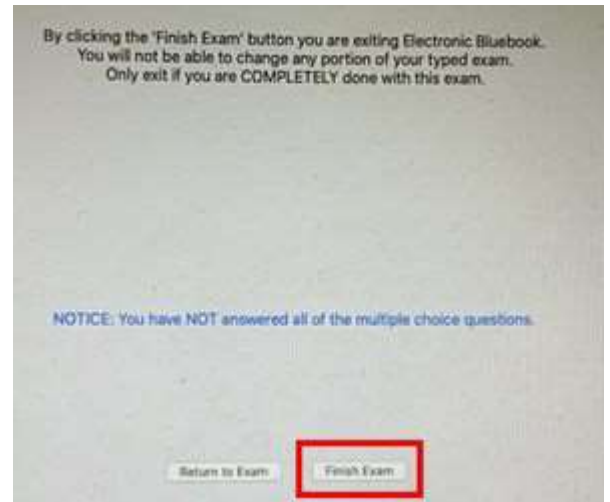 By clicking the 'Finish Exam' button you are exiting Electronic Bluebook.
You will not be able to change any portion of your typed exam.
Only exit if you are COMPLETELY done with this exam.
NOTICE: You have NOT answered all of the multiple choice questions.
Return to Exam Finish Exam